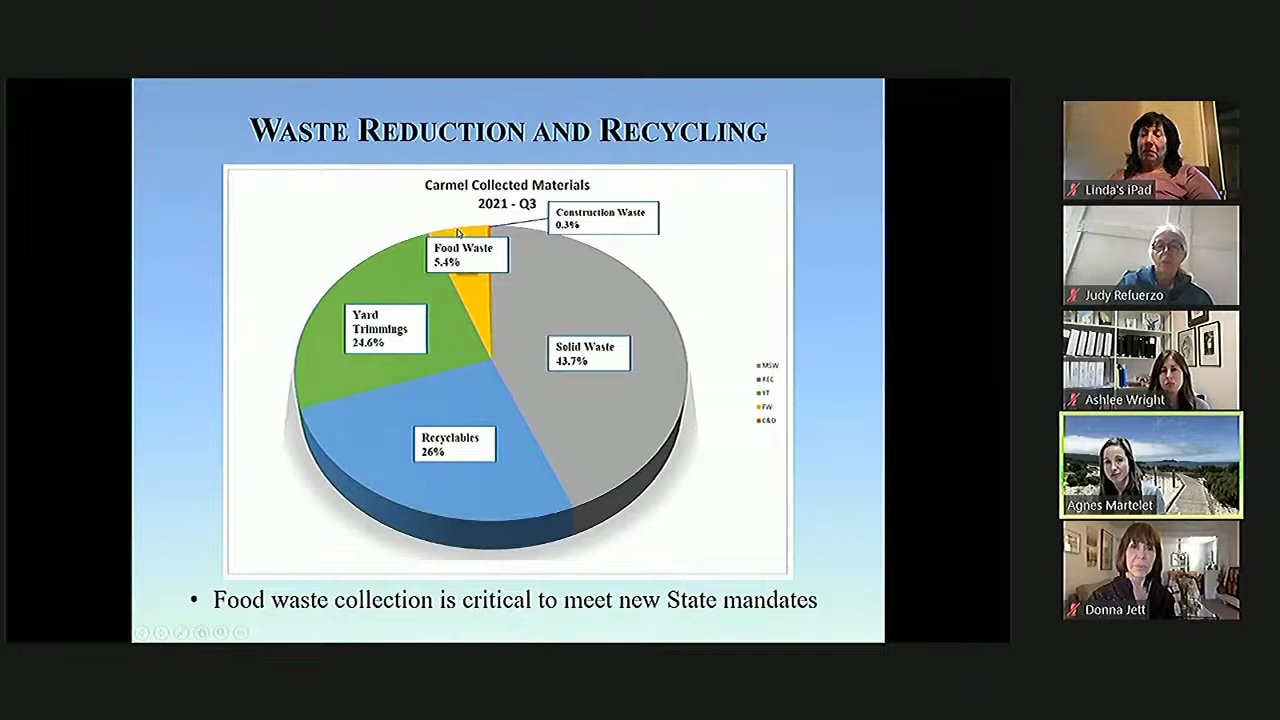 WASTE REDUCTION AND RECYCLING
Carmel Collected Materials
2021 - Q3
Construction Waste
0.3%
Food Waste
5.4%
Yard
Trimmings
24.6%
Solid Waste
43.7%
Recyclables
26%
MSW
REC
YT
FW
C&D
• Food waste collection is critical to meet new State mandates
Linda's iPad
Judy Refuerzo
Ashlee Wright
Agnes Martelet
Donna Jett